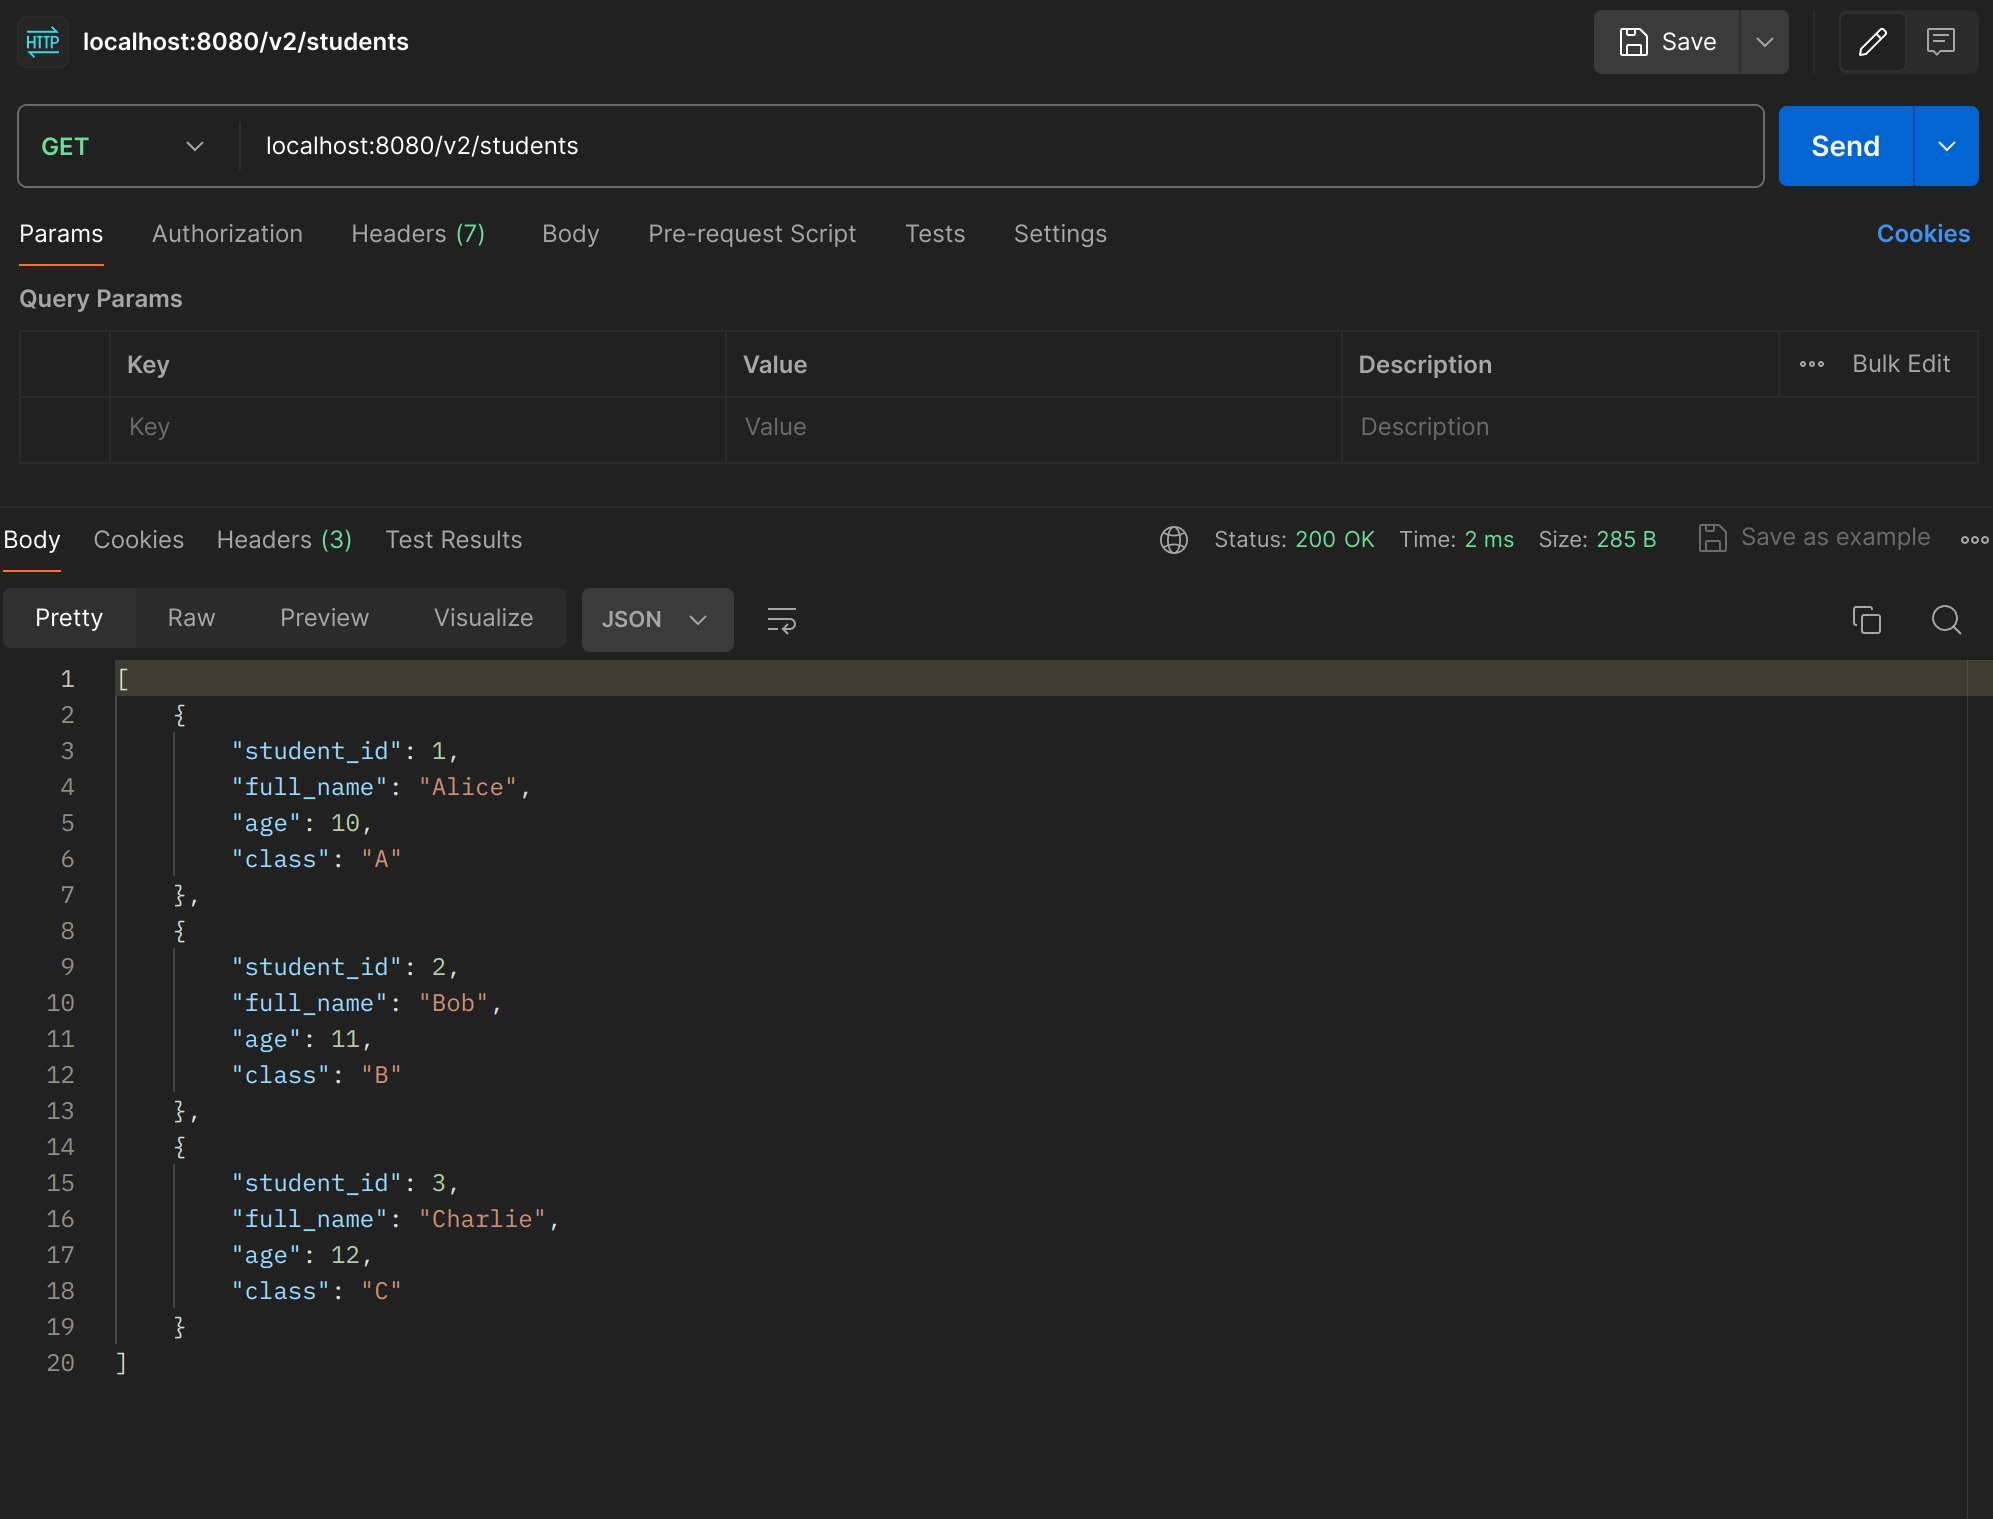 HTTP localhost:8080/v2/students Save
GET localhost:8080/v2/students Send
Params Authorization Headers (7) Body Pre-request Script Tests Settings Cookies
Query Params
Key Value Description Bulk Edit
Key Value Description
Body Cookies Headers (3) Test Results Status: 200 OK Time: 2 ms Size: 285 B Save as example
Pretty Raw Preview Visualize JSON
1 [
2 {
3 "student_id": 1,
4 "full_name": "Alice",
5 "age": 10,
6 "class": "A"
7 },
8 {
9 "student_id": 2,
10 "full_name": "Bob",
11 "age": 11,
12 "class": "B"
13 },
14 {
15 "student_id": 3,
16 "full_name": "Charlie",
17 "age": 12,
18 "class": "C"
19 }
20 ]